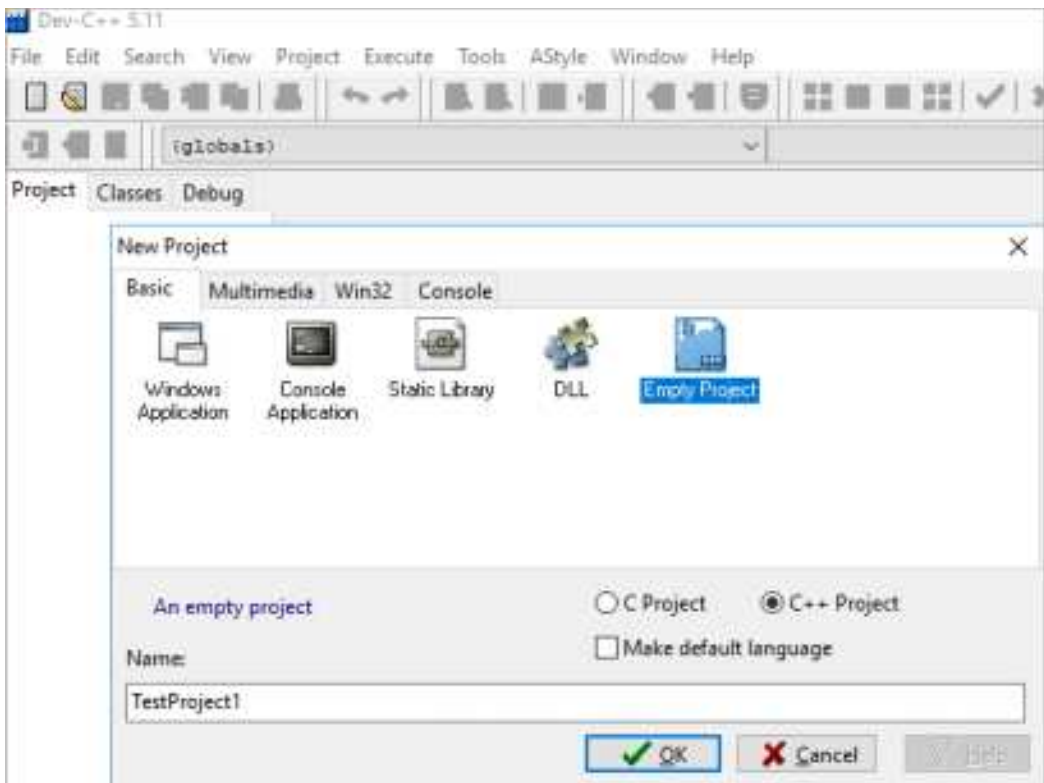 Dev-C++ 5.11
File Edit Search View Project Execute Tools AStyle Window Help
(globals)
Project Classes Debug
New Project
Basic Multimedia Win32 Console
Windows Application
Console Application
Static Library
DLL
Empty Project
An empty project
C Project C++ Project
Make default language
Name:
TestProject1
OK Cancel Help